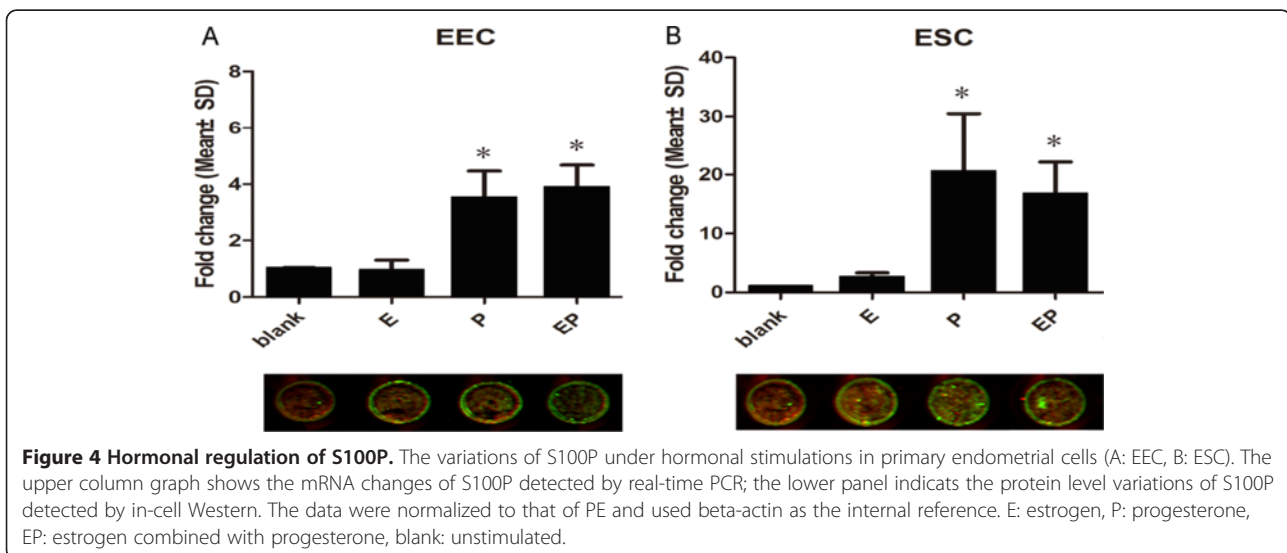 A
EEC
Fold change (Mean± SD)
8
6
4
2
0
*
*
blank
E
P
EP
B
ESC
Fold change (Mean± SD)
40
30
20
10
0
*
*
blank
E
P
EP
Figure 4 Hormonal regulation of S100P. The variations of S100P under hormonal stimulations in primary endometrial cells (A: EEC, B: ESC). The
upper column graph shows the mRNA changes of S100P detected by real-time PCR; the lower panel indicats the protein level variations of S100P
detected by in-cell Western. The data were normalized to that of PE and used beta-actin as the internal reference. E: estrogen, P: progesterone,
EP: estrogen combined with progesterone, blank: unstimulated.